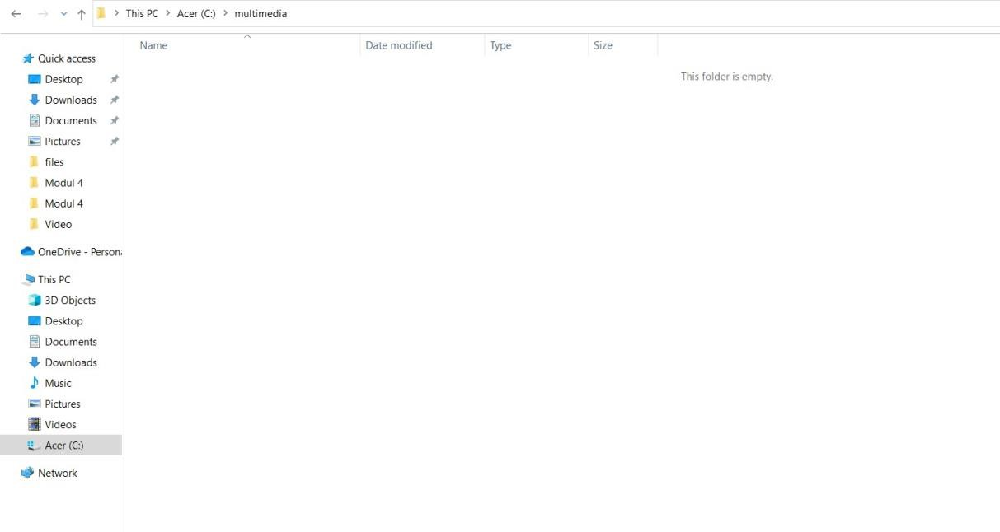 This PC > Acer (C:) > multimedia
Name Date modified Type Size
This folder is empty.
Quick access
Desktop
Downloads
Documents
Pictures
files
Modul 4
Modul 4
Video
OneDrive - Persona
This PC
3D Objects
Desktop
Documents
Downloads
Music
Pictures
Videos
Acer (C:)
Network